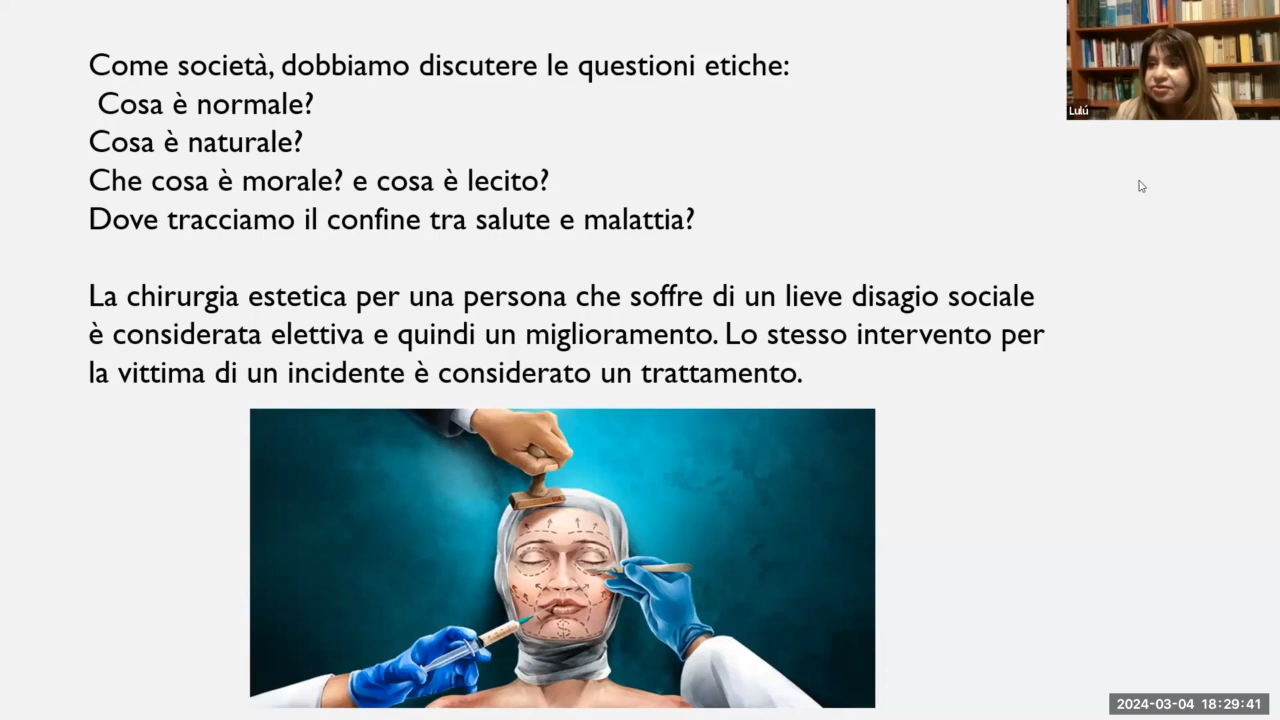 Come società, dobbiamo discutere le questioni etiche:
Cosa è normale?
Cosa è naturale?
Che cosa è morale? e cosa è lecito?
Dove tracciamo il confine tra salute e malattia?
La chirurgia estetica per una persona che soffre di un lieve disagio sociale
è considerata elettiva e quindi un miglioramento. Lo stesso intervento per
la vittima di un incidente è considerato un trattamento.
Lulú
$
2024-03-04 18:29:41